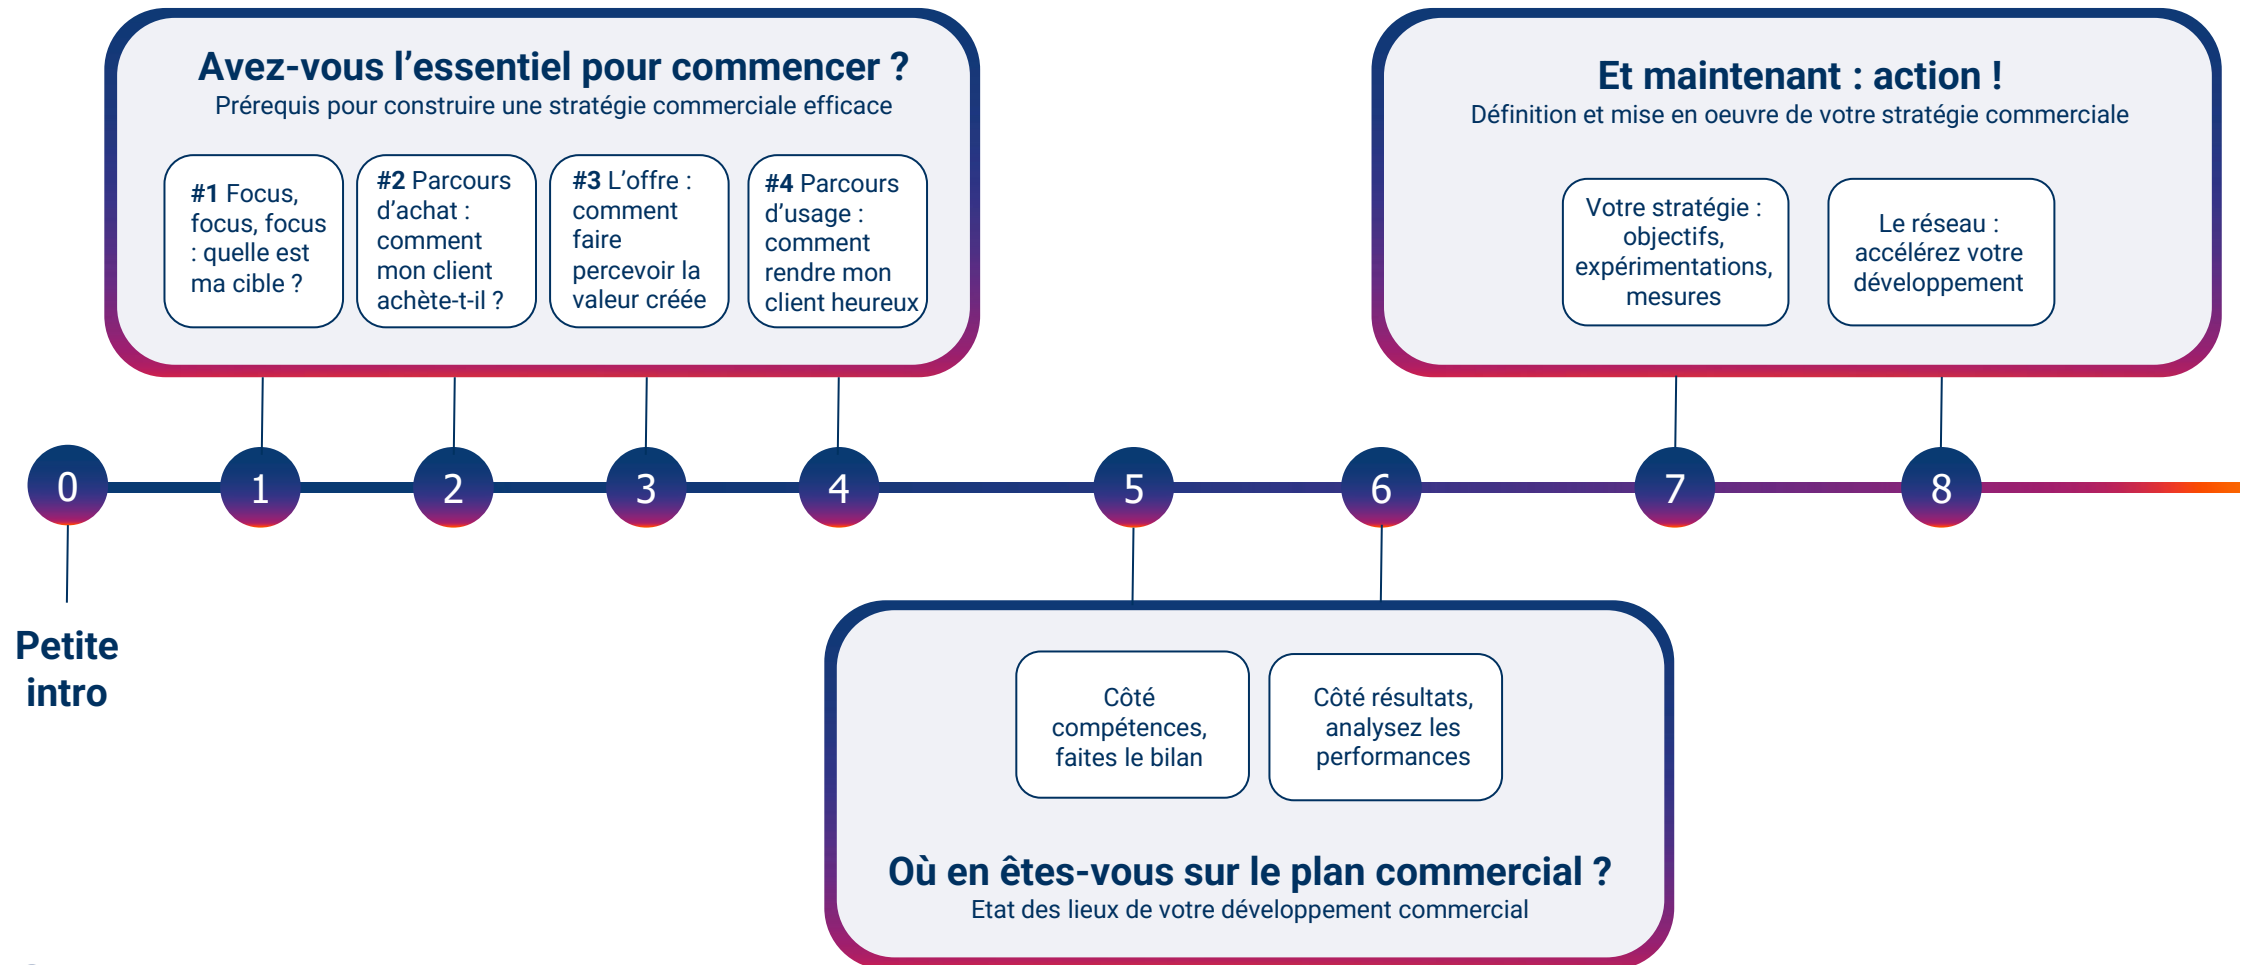 Avez-vous l’essentiel pour commencer ?
Prérequis pour construire une stratégie commerciale efficace
#1 Focus,
focus, focus
: quelle est
ma cible ?
#2 Parcours
d’achat :
comment
mon client
achète-t-il ?
#3 L’offre :
comment
faire
percevoir la
valeur créée
#4 Parcours
d’usage :
comment
rendre mon
client heureux
Et maintenant : action !
Définition et mise en oeuvre de votre stratégie commerciale
Votre stratégie :
objectifs,
expérimentations,
mesures
Le réseau :
accélérez votre
développement
0
1
2
3
4
5
6
7
8
Petite
intro
Côté
compétences,
faites le bilan
Côté résultats,
analysez les
performances
Où en êtes-vous sur le plan commercial ?
Etat des lieux de votre développement commercial